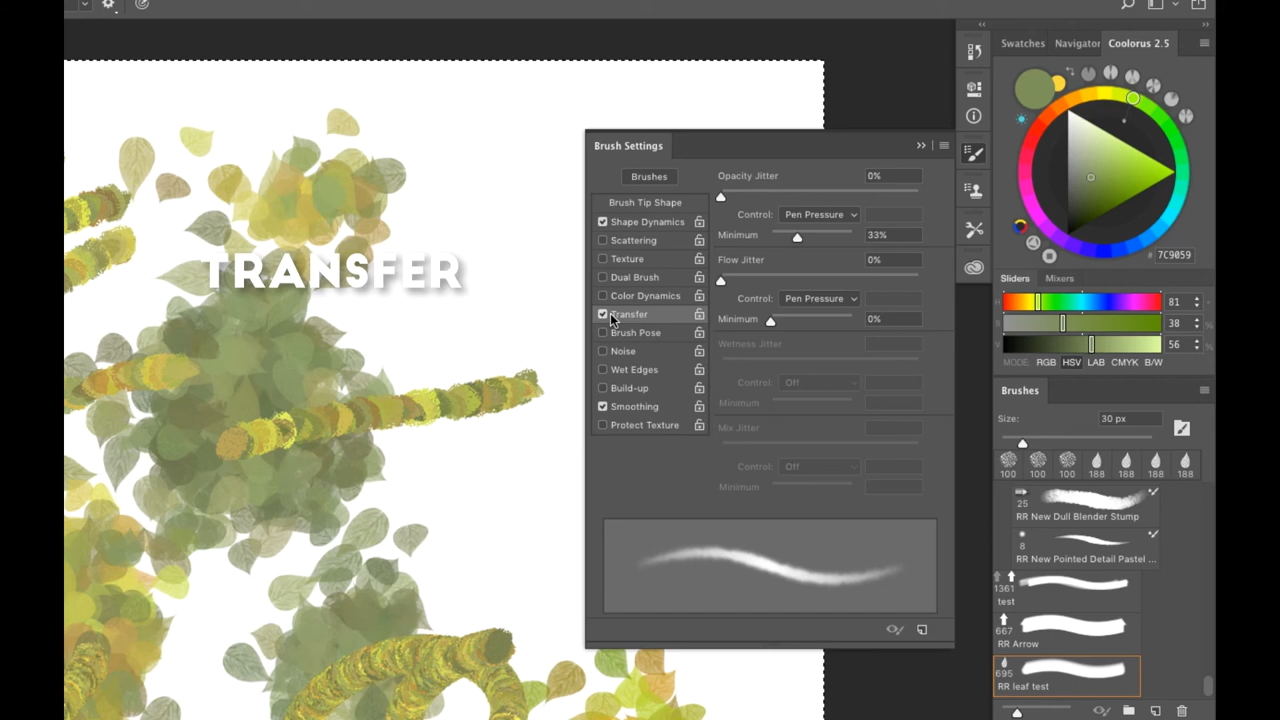 Swatches Navigator Coolorus 2.5
# 7C9059
Sliders Mixers
H 81
S 38 %
V 56 %
MODE: RGB HSV LAB CMYK B/W
Brushes
Size: 30 px
100 100 100 188 188 188 188
25
RR New Dull Blender Stump
8
RR New Pointed Detail Pastel ...
1361
test
667
RR Arrow
695
RR leaf test
Brush Settings
Brushes
Brush Tip Shape
Shape Dynamics
Scattering
Texture
Dual Brush
Color Dynamics
Transfer
Brush Pose
Noise
Wet Edges
Build-up
Smoothing
Protect Texture
Opacity Jitter 0%
Control: Pen Pressure
Minimum 33%
Flow Jitter 0%
Control: Pen Pressure
Minimum 0%
Wetness Jitter
Control: Off
Minimum
Mix Jitter
Control: Off
Minimum
TRANSFER